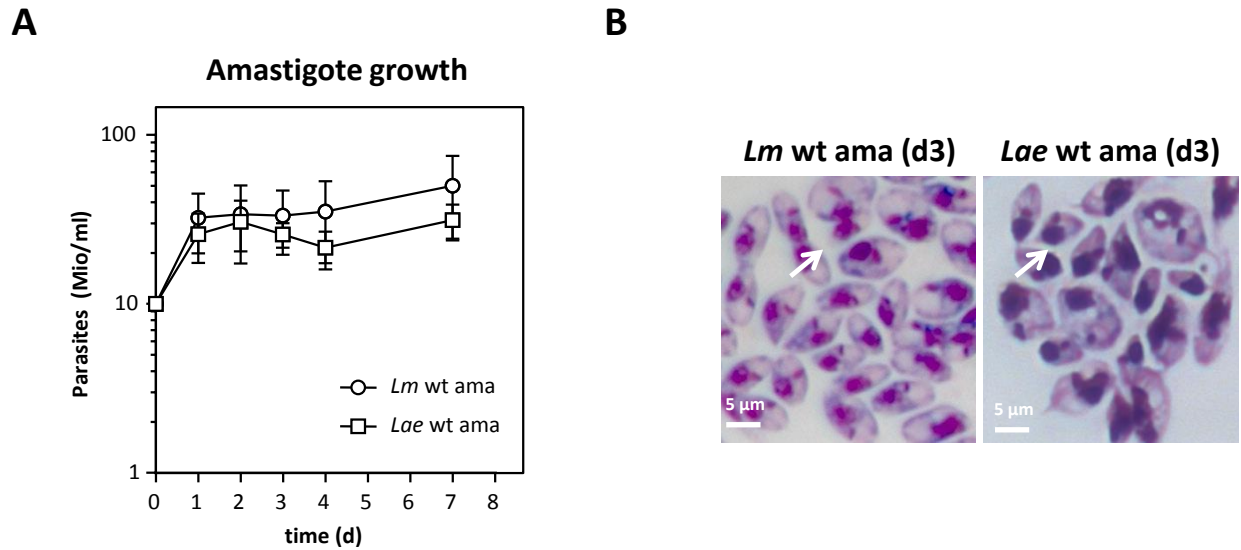 A
Amastigote growth
100
10
1
Parasites (Mio/ml)
Lm wt ama
Lae wt ama
0 1 2 3 4 5 6 7 8
time (d)
B
Lm wt ama (d3)
Lae wt ama (d3)
5 µm
5 µm